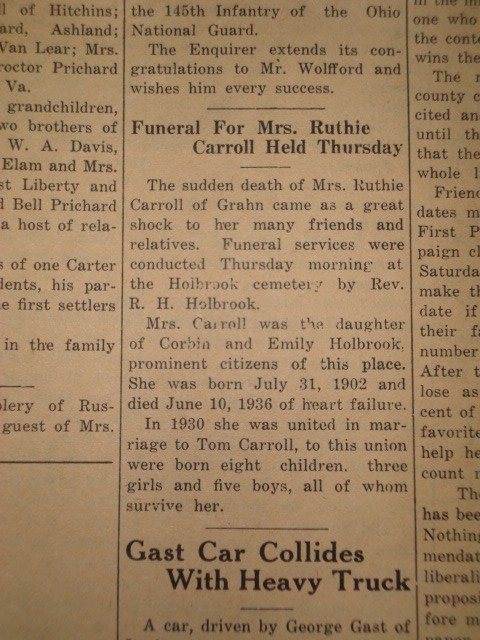 ll of Hitchins;
ard, Ashland;
Van Lear; Mrs.
roctor Prichard
Va.
grandchildren,
wo brothers of
W. A. Davis,
Elam and Mrs.
st Liberty and
d Bell Prichard
a host of rela-
s of one Carter
dents, his par-
e first settlers
in the family
plery of Rus-
guest of Mrs.
the 145th Infantry of the Ohio
National Guard.
The Enquirer extends its con-
gratulations to Mr. Wolfford and
wishes him every success.
Funeral For Mrs. Ruthie
Carroll Held Thursday
The sudden death of Mrs. Ruthie
Carroll of Grahn came as a great
shock to her many friends and
relatives. Funeral services were
conducted Thursday morning at
the Holbrook cemetery by Rev.
R. H. Holbrook.
Mrs. Carroll was the daughter
of Corbin and Emily Holbrook,
prominent citizens of this place.
She was born July 31, 1902 and
died June 10, 1936 of heart failure.
In 1930 she was united in mar-
riage to Tom Carroll, to this union
were born eight children. three
girls and five boys, all of whom
survive her.
Gast Car Collides
With Heavy Truck
A car, driven by George Gast of
one who
the conte
wins the
The n
county c
cited an
until th
that the
whole l
Friend
dates m
First P
paign cl
Saturda
make th
date if
their fa
number
After t
lose as
cent of
favorite
help he
count n
The
has bee
Nothing
mendat
liberali
proposi
fore m